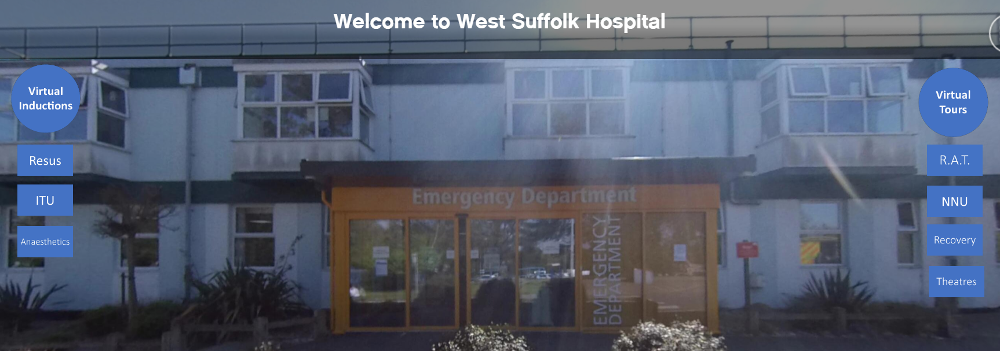 Welcome to West Suffolk Hospital
Virtual
Inductions
Resus
ITU
Anaesthetics
Virtual
Tours
R.A.T.
NNU
Recovery
Theatres
Emergency Department
EMERGENCY
DEPARTMENT